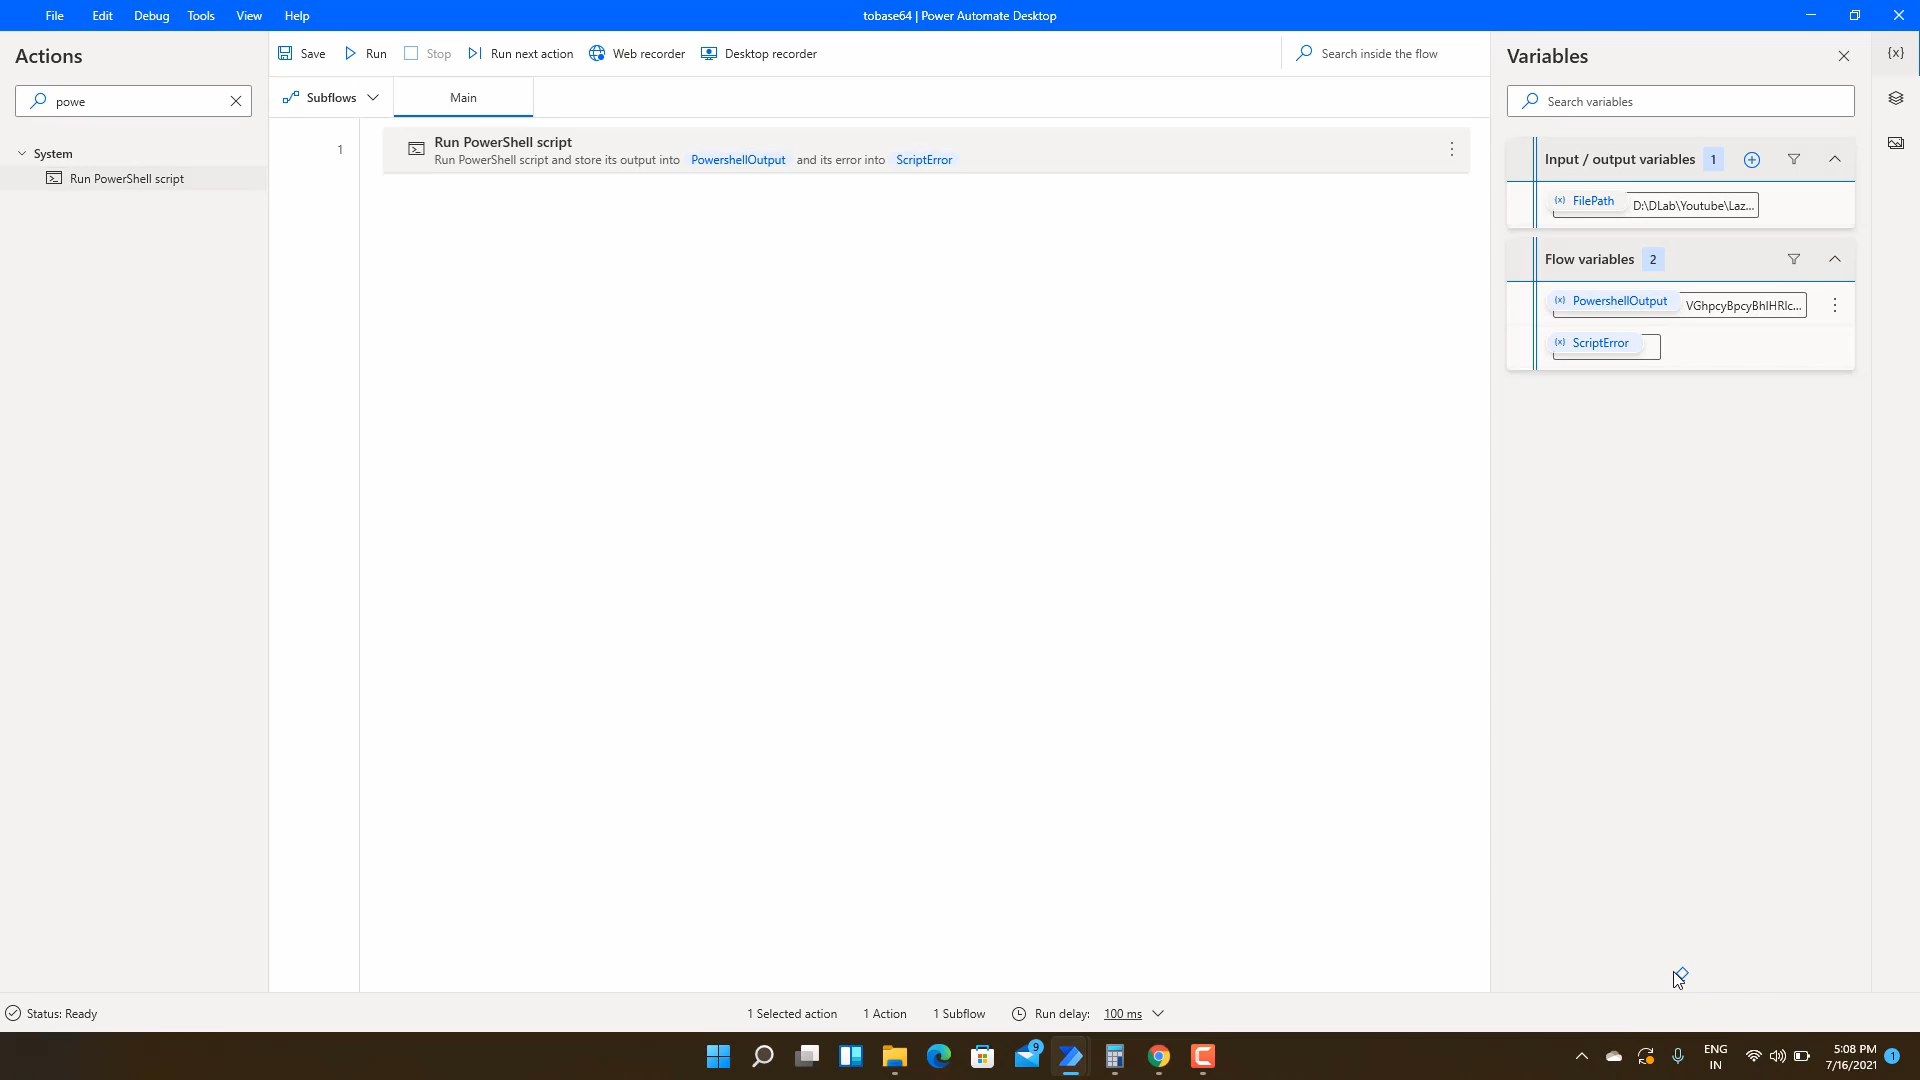 File Edit Debug Tools View Help tobase64 | Power Automate Desktop
Actions
powe
System
Run PowerShell script
Save Run Stop Run next action Web recorder Desktop recorder Search inside the flow
Subflows Main
1 Run PowerShell script
Run PowerShell script and store its output into PowershellOutput and its error into ScriptError
Variables {x}
Search variables
Input / output variables 1
(x) FilePath D:\DLab\Youtube\Laz...
Flow variables 2
(x) PowershellOutput VGhpcyBpcyBhIHRlc...
(x) ScriptError
Status: Ready 1 Selected action 1 Action 1 Subflow Run delay: 100 ms
9 ENG
IN
5:08 PM
7/16/2021
1